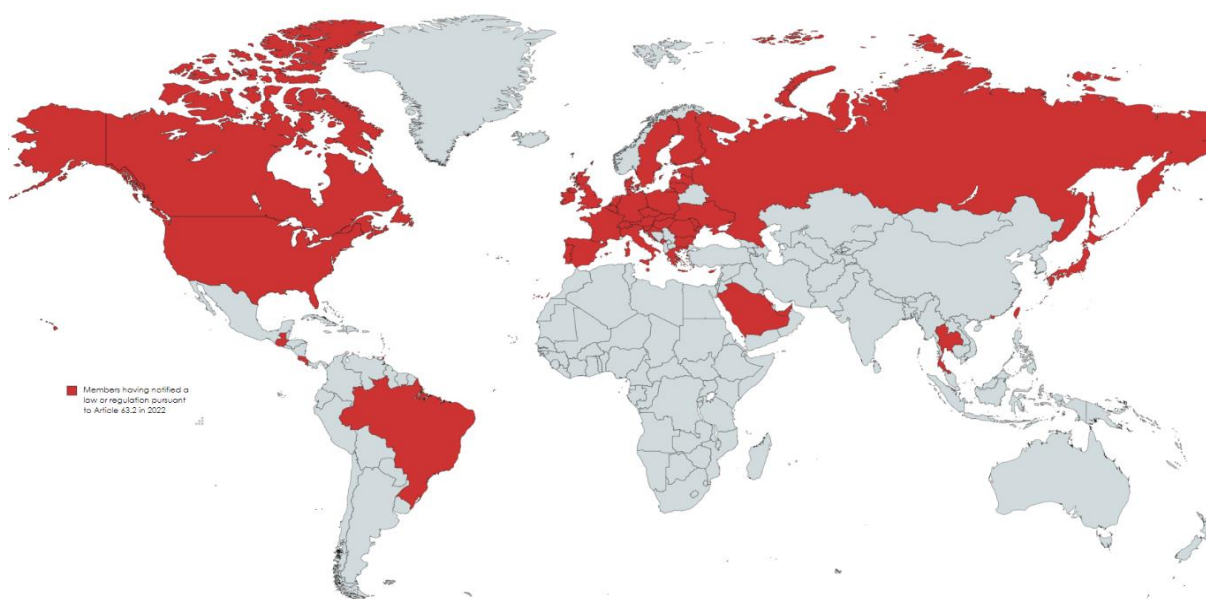 Members having notified a
law or regulation pursuant
to Article 63.2 in 2022